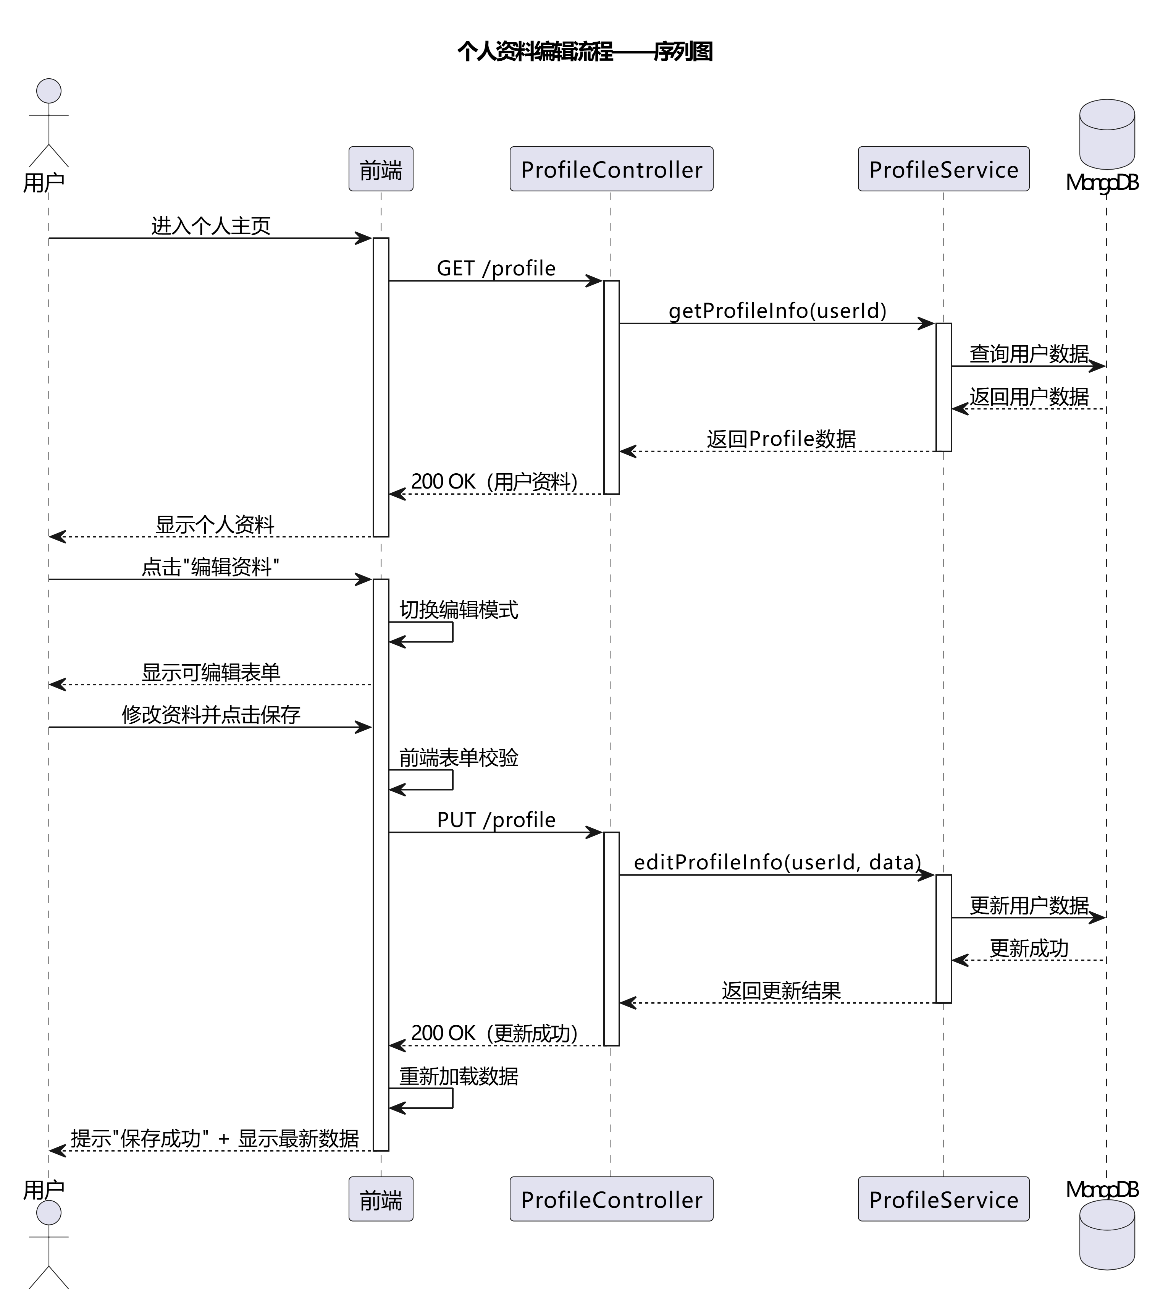 个人资料编辑流程——序列图
用户
前端
ProfileController
ProfileService
MongoDB
进入个人主页
GET /profile
getProfileInfo(userId)
查询用户数据
返回用户数据
返回Profile数据
200 OK（用户资料）
显示个人资料
点击"编辑资料"
切换编辑模式
显示可编辑表单
修改资料并点击保存
前端表单校验
PUT /profile
editProfileInfo(userId, data)
更新用户数据
更新成功
返回更新结果
200 OK（更新成功）
重新加载数据
提示"保存成功" + 显示最新数据
用户
前端
ProfileController
ProfileService
MongoDB